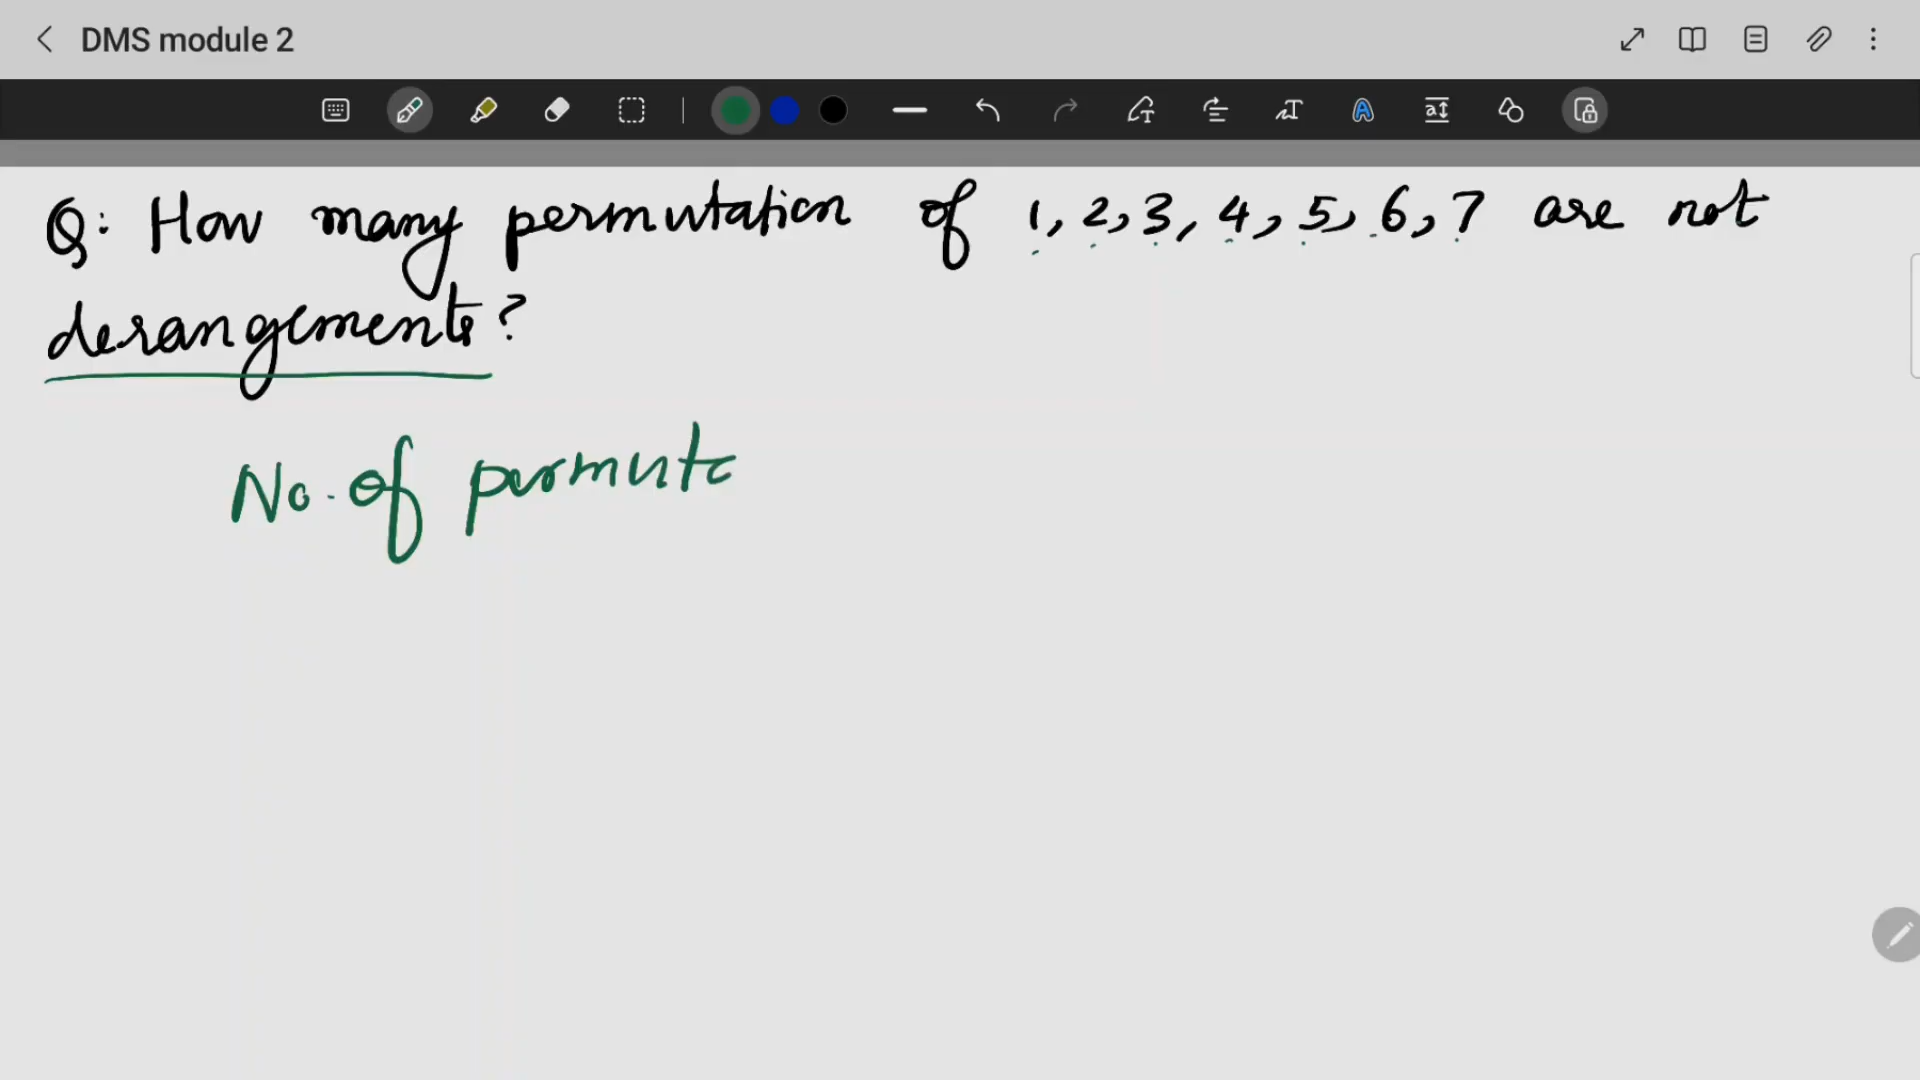 DMS module 2
Q: How many permutation of 1, 2, 3, 4, 5, 6, 7 are not
derangements?
No. of permuta